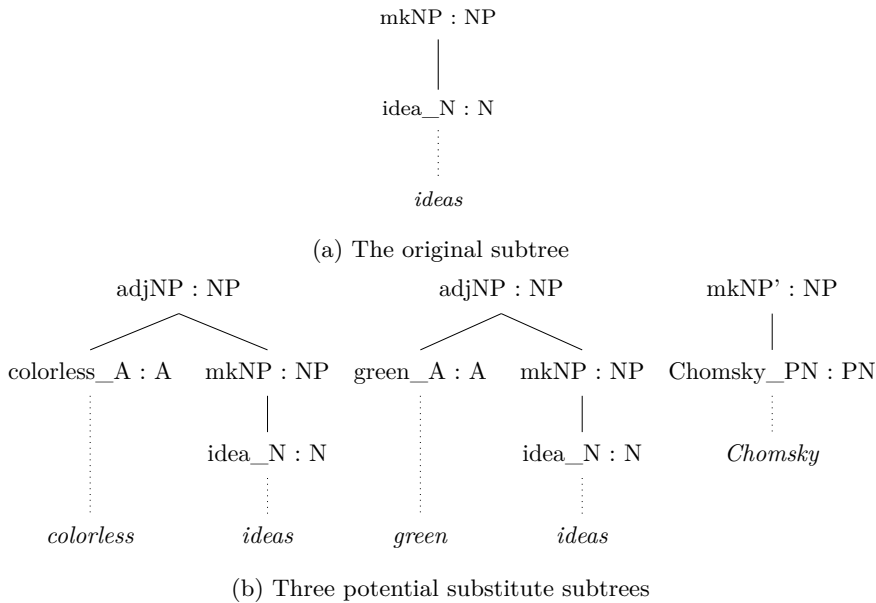 mkNP : NP
idea_N : N
ideas
(a) The original subtree
adjNP : NP adjNP : NP mkNP' : NP
colorless_A : A mkNP : NP green_A : A mkNP : NP Chomsky_PN : PN
idea_N : N idea_N : N Chomsky
colorless ideas green ideas
(b) Three potential substitute subtrees